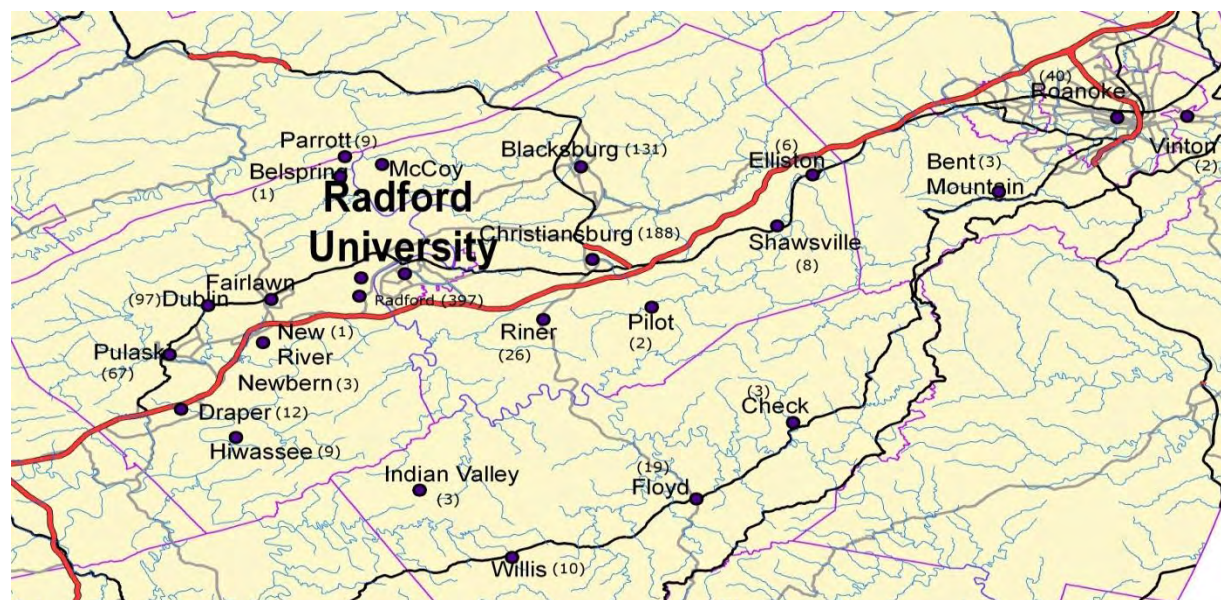 (40)
Roanoke
Parrott (9)
Blacksburg (131)
(6)
Elliston
Vinton
(2)
Belspring
(1)
McCoy
Bent (3)
Mountain
Radford
University
Christiansburg (188)
Shawsville
(8)
Fairlawn
(97) Dublin
Radford (397)
New (1)
River
Riner
(26)
Pilot
(2)
Pulaski
(67)
Newbern (3)
Draper (12)
(3)
Check
Hiwassee (9)
Indian Valley
(3)
(19)
Floyd
Willis (10)